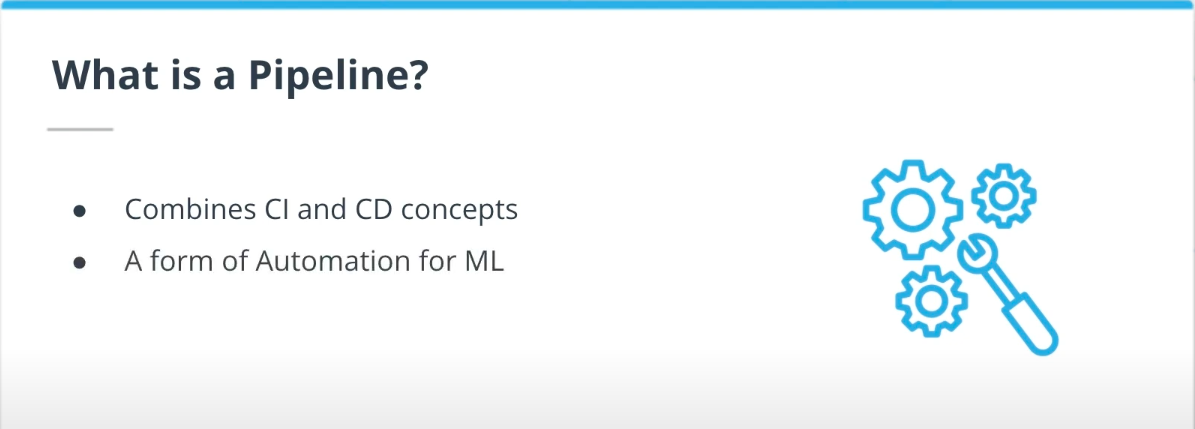 What is a Pipeline?
● Combines CI and CD concepts
● A form of Automation for ML